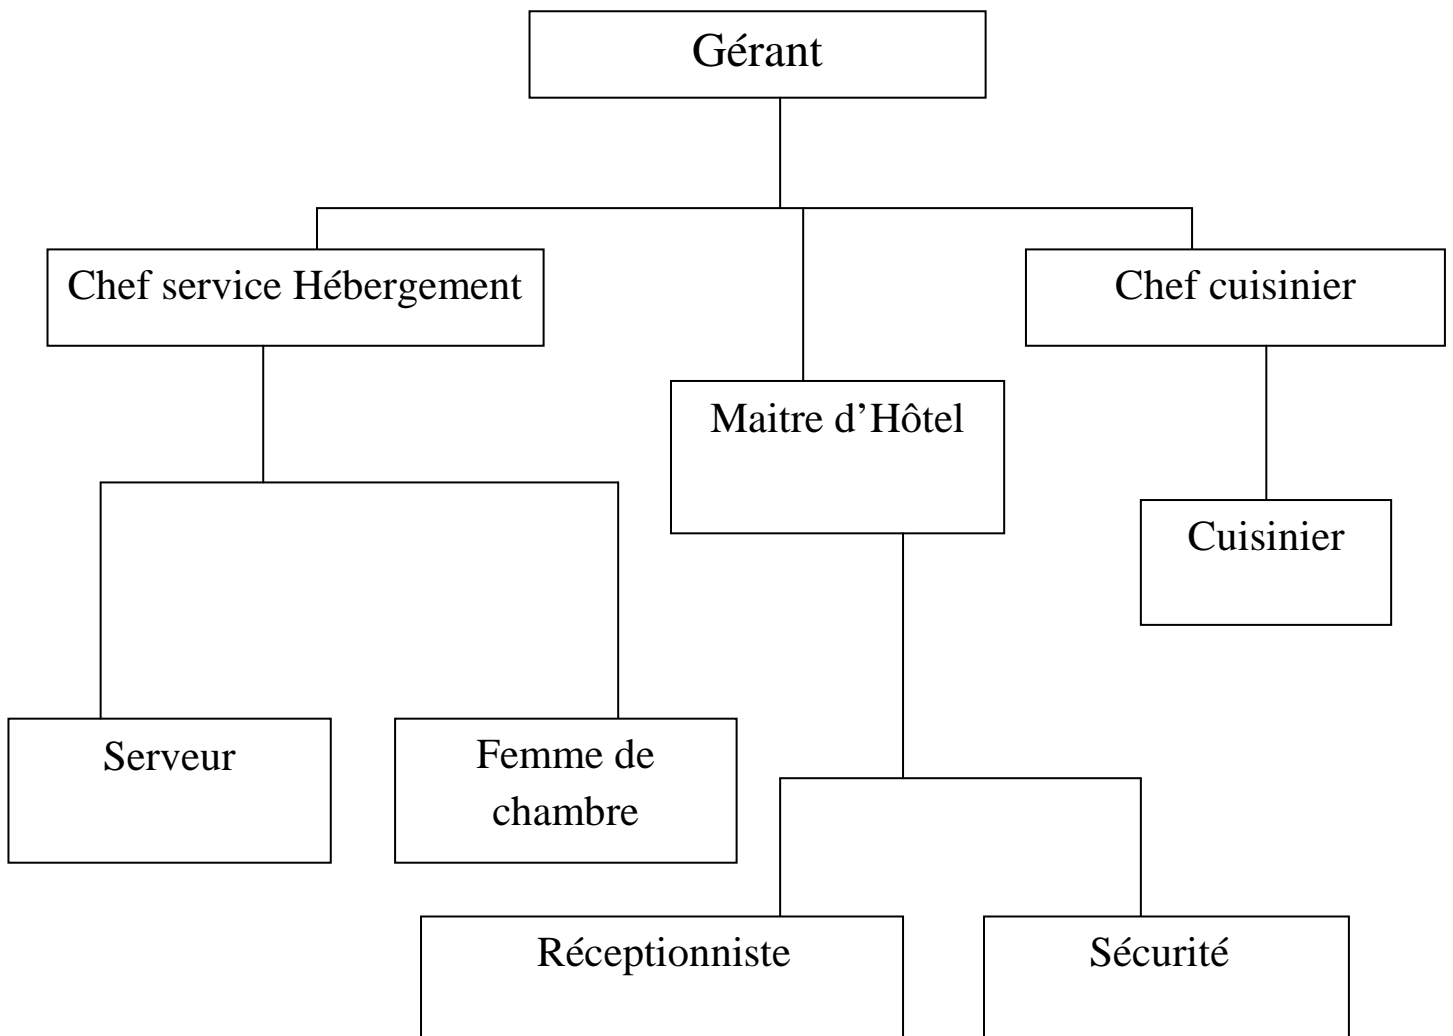 Gérant
Chef service Hébergement
Chef cuisinier
Maitre d’Hôtel
Cuisinier
Serveur
Femme de
chambre
Réceptionniste
Sécurité